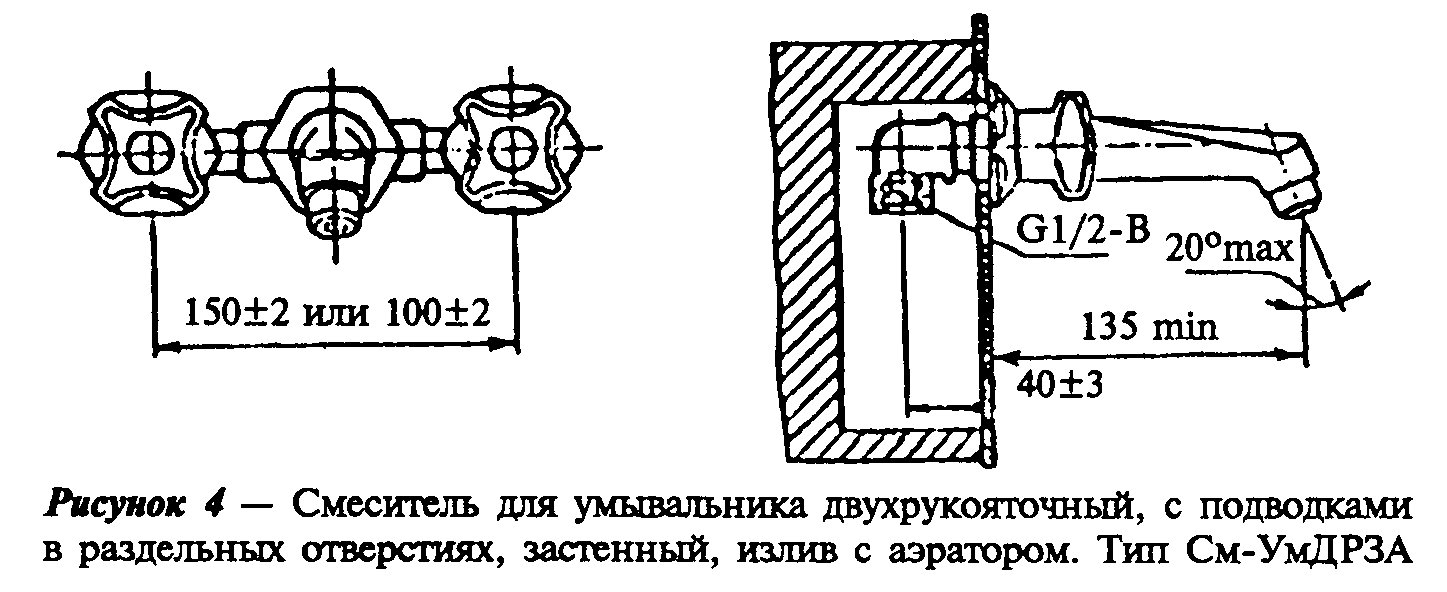 150±2 или 100±2
G1/2-B
20°max
135 min
40±3
Рисунок 4 — Смеситель для умывальника двухрукояточный, с подводками
в раздельных отверстиях, застенный, излив с аэратором. Тип См-УмДРЗА